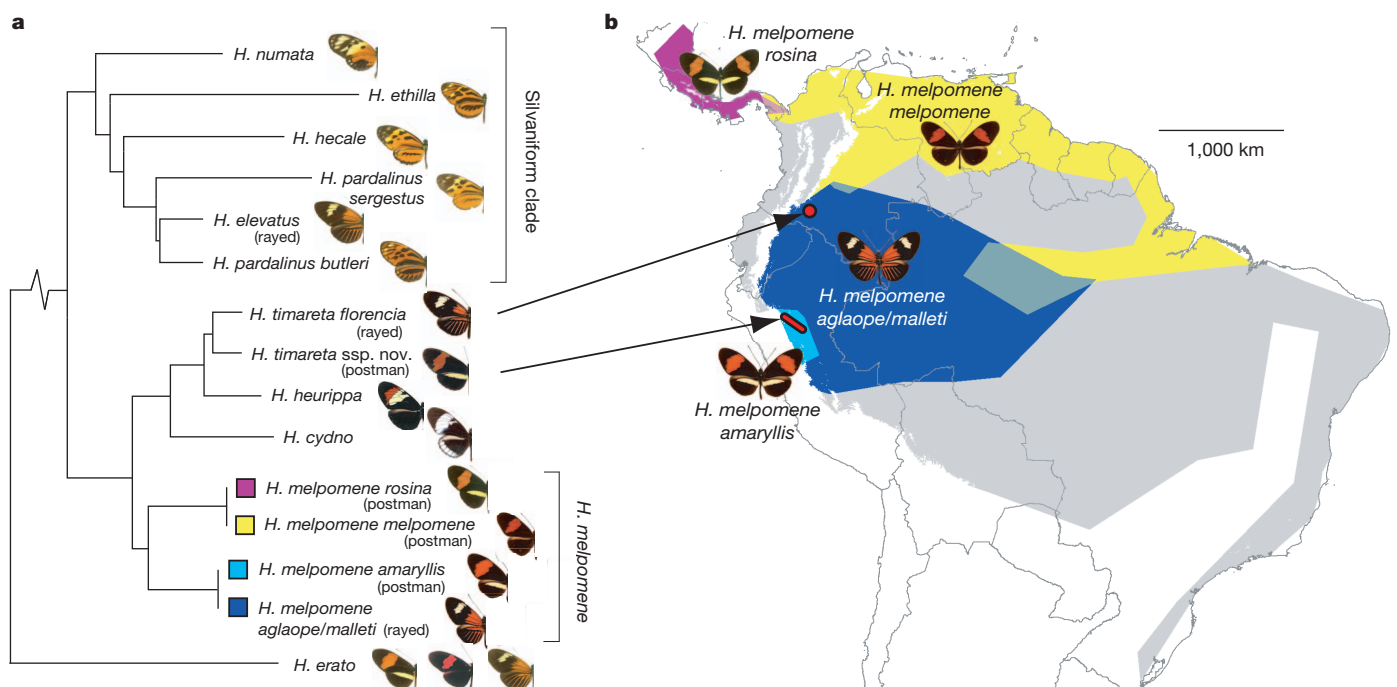 a
H. numata
H. ethilla
H. hecale
H. pardalinus
sergestus
H. elevatus
(rayed)
H. pardalinus butleri
Silvaniform clade
H. timareta florencia
(rayed)
H. timareta ssp. nov.
(postman)
H. heurippa
H. cydno
H. melpomene rosina
(postman)
H. melpomene melpomene
(postman)
H. melpomene amaryllis
(postman)
H. melpomene
aglaope/malleti (rayed)
H. melpomene
H. erato
b
H. melpomene
rosina
H. melpomene
melpomene
1,000 km
H. melpomene
aglaope/malleti
H. melpomene
amaryllis